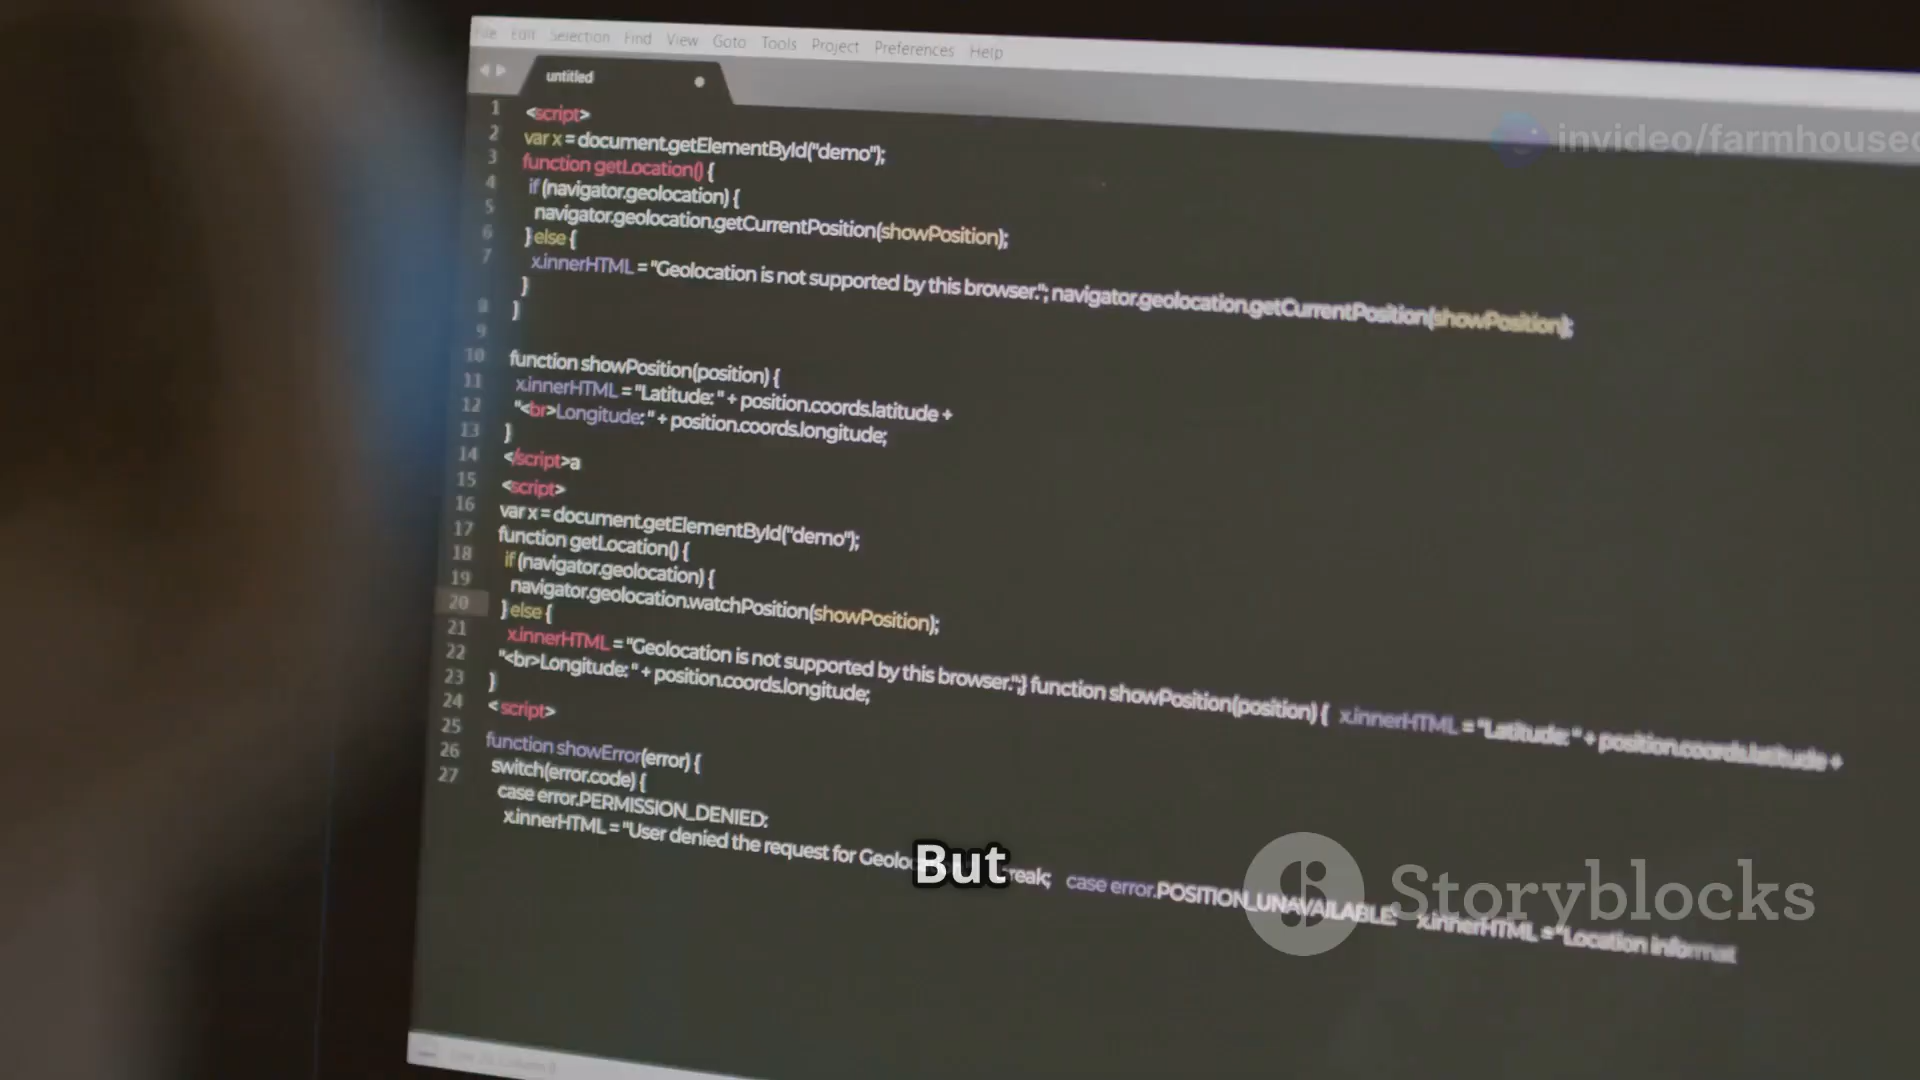 File Edit Selection Find View Goto Tools Project Preferences Help
untitled
invideo/farmhousec
1 <script>
2 var x = document.getElementById("demo");
3 function getLocation() {
4 if (navigator.geolocation) {
5 navigator.geolocation.getCurrentPosition(showPosition);
6 } else {
7 x.innerHTML = "Geolocation is not supported by this browser."; navigator.geolocation.getCurrentPosition(showPosition);
}
8 }
9
10 function showPosition(position) {
11 x.innerHTML = "Latitude: " + position.coords.latitude +
12 "<br>Longitude: " + position.coords.longitude;
13 }
14 </script>a
15 <script>
16 var x = document.getElementById("demo");
17 function getLocation() {
18 if (navigator.geolocation) {
19 navigator.geolocation.watchPosition(showPosition);
20 } else {
21 x.innerHTML = "Geolocation is not supported by this browser.";} function showPosition(position) { x.innerHTML = "Latitude: " + position.coords.latitude +
22 "<br>Longitude: " + position.coords.longitude;
23 }
24 < script>
25 function showError(error) {
26 switch(error.code) {
27 case error.PERMISSION_DENIED:
x.innerHTML = "User denied the request for reak; case error.POSITION_UNAVAILABLE: x.innerHTML = "Location informat
But
Storyblocks